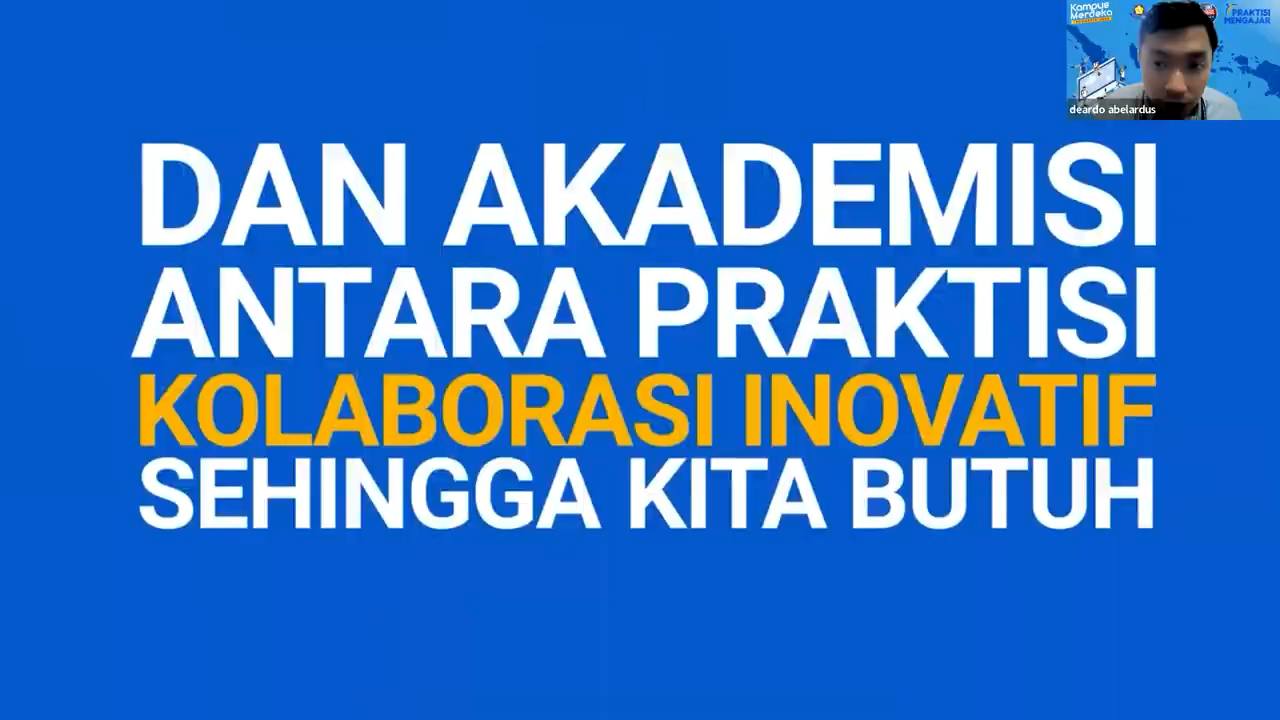 DAN AKADEMISI
ANTARA PRAKTISI
KOLABORASI INOVATIF
SEHINGGA KITA BUTUH
Kampus
Merdeka
PRAKTISI
MENGAJAR
deardo abelardus